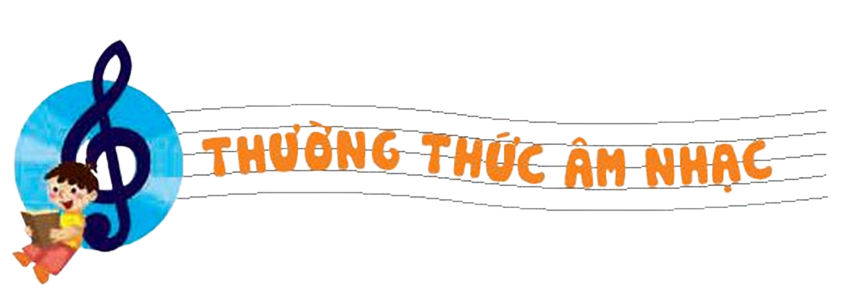 THƯỜNG THỨC ÂM NHẠC